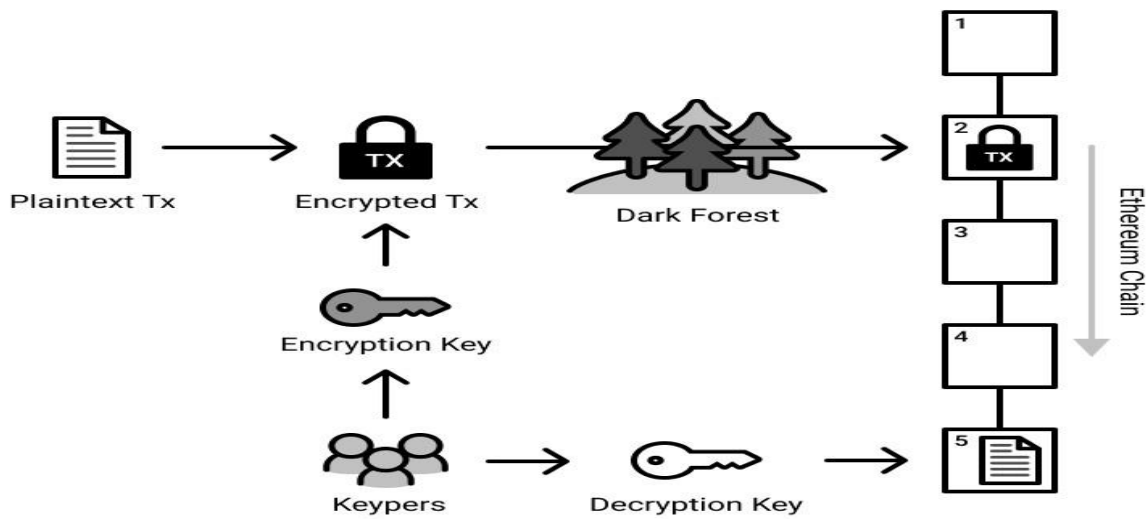 1
TX
2
TX
Plaintext Tx
Encrypted Tx
Dark Forest
3
Ethereum Chain
Encryption Key
4
5
Keypers
Decryption Key